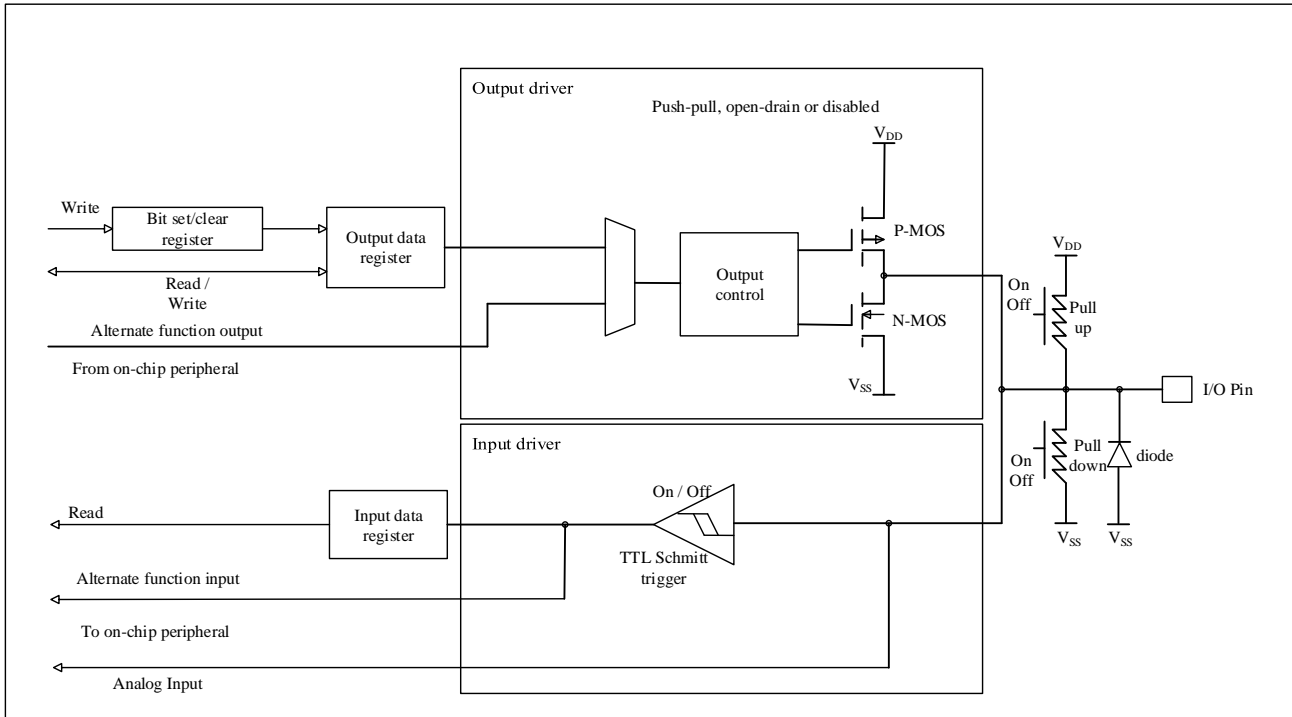 Output driver
Push-pull, open-drain or disabled
VDD
Write
Bit set/clear
register
Output data
register
P-MOS
Read /
Write
Output
control
VDD
On
Off
Pull
up
N-MOS
Alternate function output
From on-chip peripheral
VSS
I/O Pin
Input driver
On
Off
Pull
down
diode
On / Off
Read
Input data
register
VSS
VSS
TTL Schmitt
trigger
Alternate function input
To on-chip peripheral
Analog Input